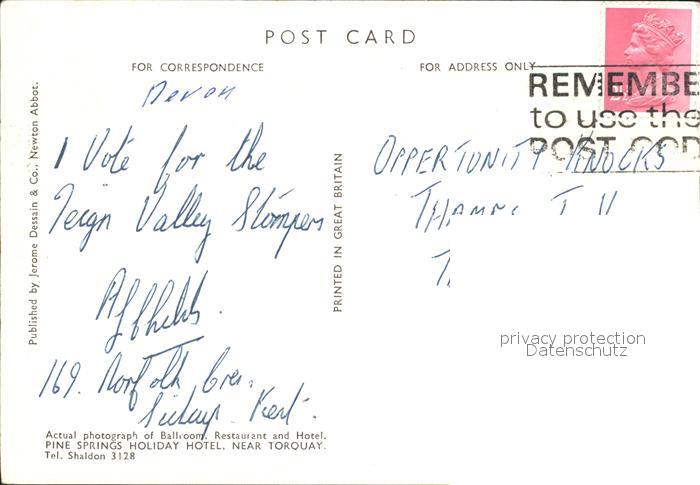 POST CARD
FOR CORRESPONDENCE
FOR ADDRESS ONLY
Devon
I Vote for the
Teign Valley Stompers
169. Norfolk Cres.
Sidcup. Kent.
Published by Jerome Dessain & Co., Newton Abbot.
PRINTED IN GREAT BRITAIN
REMEMBE
to use the
POST COD
OPPERTUNITY KNOCKS
privacy protection
Datenschutz
Actual photograph of Ballroom, Restaurant and Hotel.
PINE SPRINGS HOLIDAY HOTEL, NEAR TORQUAY.
Tel. Shaldon 3128